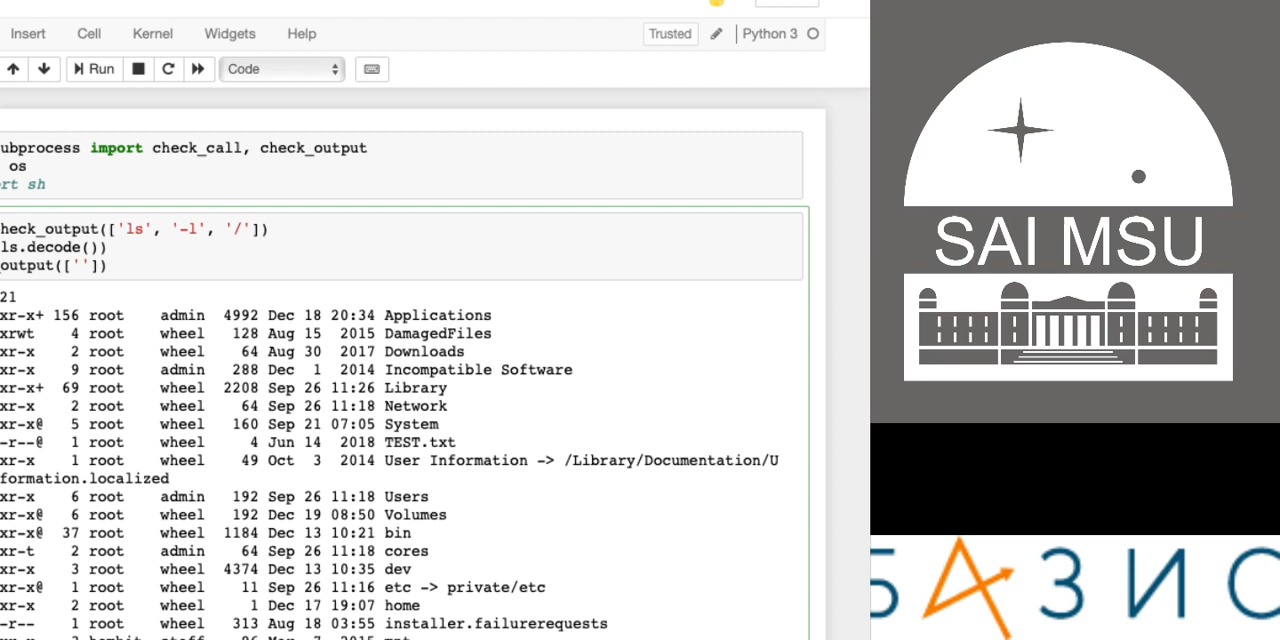 Insert Cell Kernel Widgets Help Trusted Python 3
Run Code
ubprocess import check_call, check_output
os
rt sh
heck_output(['ls', '-l', '/'])
ls.decode())
output([''])
21
xr-x+ 156 root admin 4992 Dec 18 20:34 Applications
xrwt 4 root wheel 128 Aug 15 2015 DamagedFiles
xr-x 2 root wheel 64 Aug 30 2017 Downloads
xr-x 9 root admin 288 Dec 1 2014 Incompatible Software
xr-x+ 69 root wheel 2208 Sep 26 11:26 Library
xr-x 2 root wheel 64 Sep 26 11:18 Network
xr-x@ 5 root wheel 160 Sep 21 07:05 System
-r--@ 1 root wheel 4 Jun 14 2018 TEST.txt
xr-x 1 root wheel 49 Oct 3 2014 User Information -> /Library/Documentation/U
formation.localized
xr-x 6 root admin 192 Sep 26 11:18 Users
xr-x@ 6 root wheel 192 Dec 19 08:50 Volumes
xr-x@ 37 root wheel 1184 Dec 13 10:21 bin
xr-t 2 root admin 64 Sep 26 11:18 cores
xr-x 3 root wheel 4374 Dec 13 10:35 dev
xr-x@ 1 root wheel 11 Sep 26 11:16 etc -> private/etc
xr-x 2 root wheel 1 Dec 17 19:07 home
-r-- 1 root wheel 313 Aug 18 03:55 installer.failurerequests
SAI MSU
БАЗИС